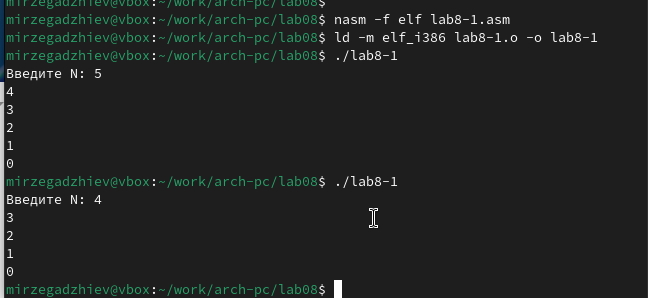 mirzegadzhiev@vbox:~/work/arch-pc/lab08$
mirzegadzhiev@vbox:~/work/arch-pc/lab08$ nasm -f elf lab8-1.asm
mirzegadzhiev@vbox:~/work/arch-pc/lab08$ ld -m elf_i386 lab8-1.o -o lab8-1
mirzegadzhiev@vbox:~/work/arch-pc/lab08$ ./lab8-1
Введите N: 5
4
3
2
1
0
mirzegadzhiev@vbox:~/work/arch-pc/lab08$ ./lab8-1
Введите N: 4
3
2
1
0
mirzegadzhiev@vbox:~/work/arch-pc/lab08$